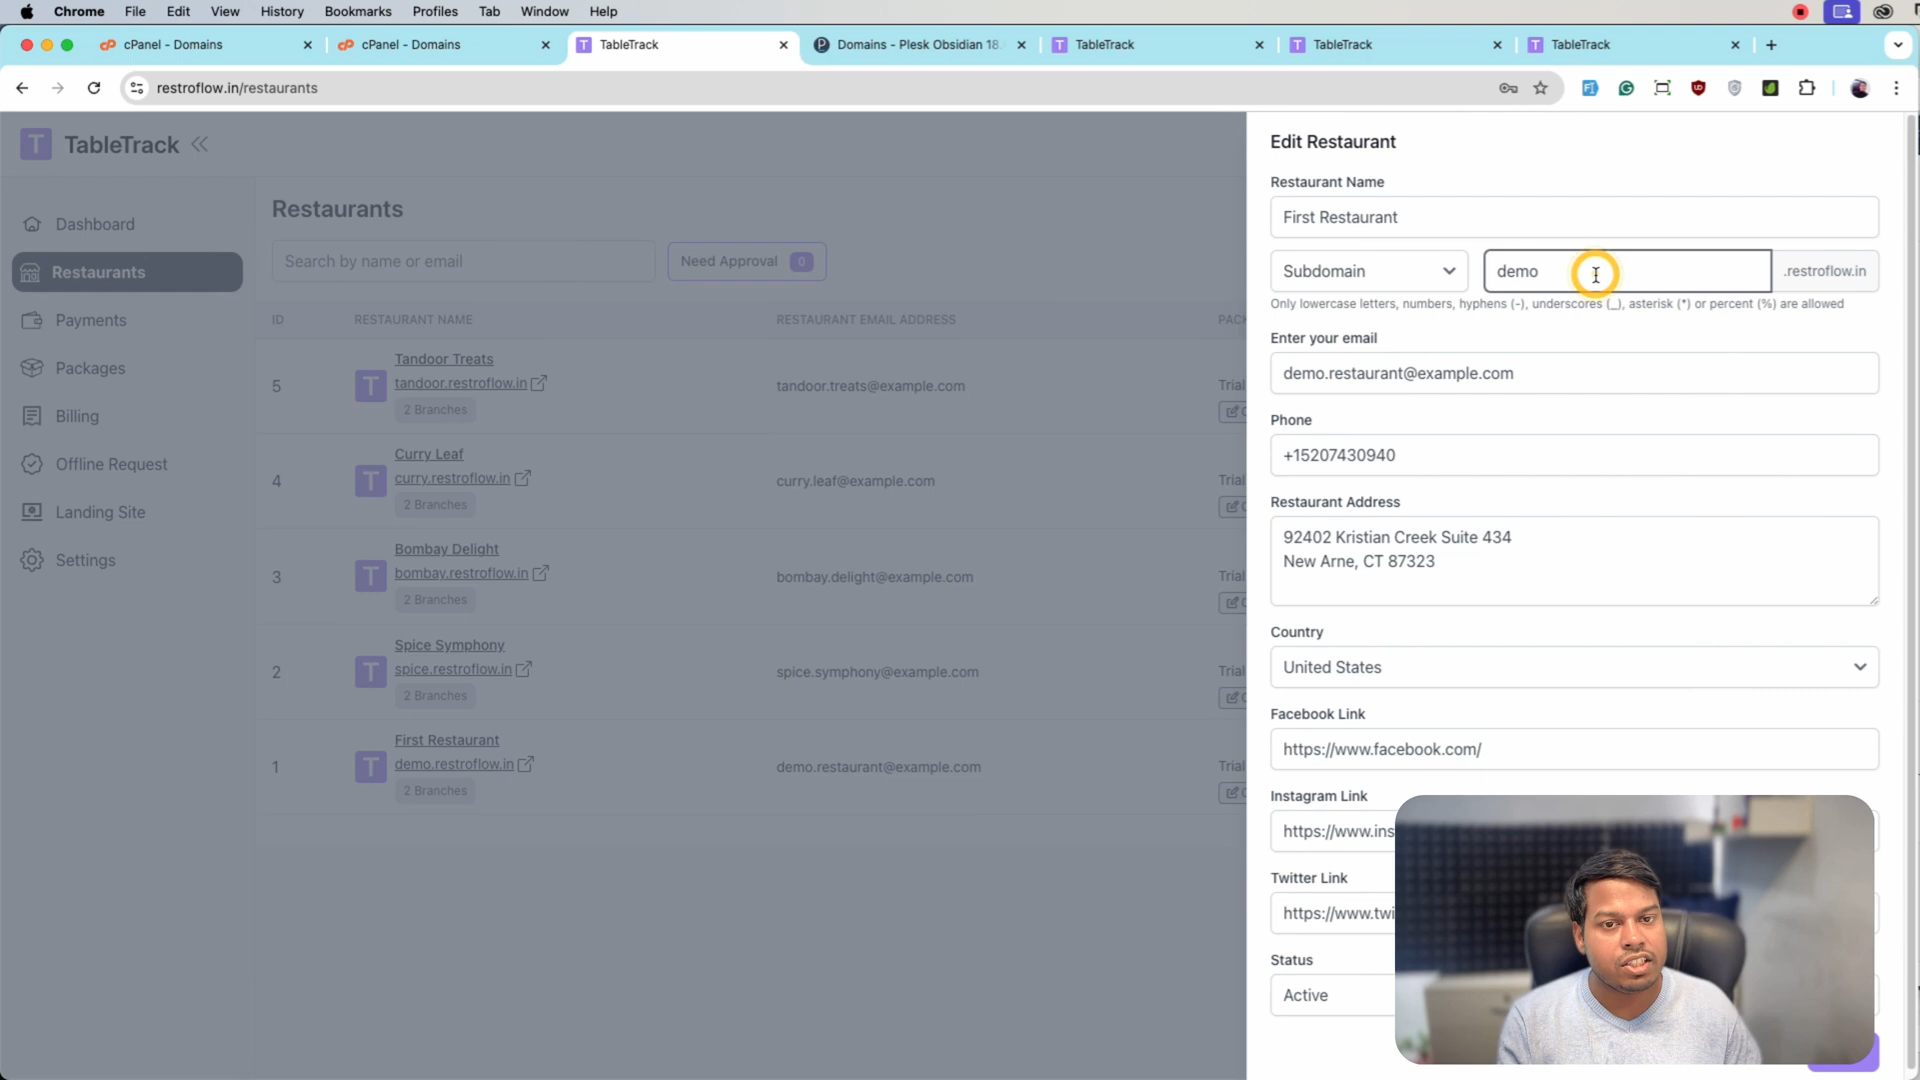 Chrome File Edit View History Bookmarks Profiles Tab Window Help
cPanel - Domains
cPanel - Domains
TableTrack
Domains - Plesk Obsidian 18.
TableTrack
TableTrack
TableTrack
restroflow.in/restaurants
T TableTrack
Dashboard
Restaurants
Payments
Packages
Billing
Offline Request
Landing Site
Settings
Restaurants
Search by name or email
Need Approval 0
ID RESTAURANT NAME RESTAURANT EMAIL ADDRESS PACK
5 T Tandoor Treats
tandoor.restroflow.in
2 Branches
tandoor.treats@example.com
Trial
4 T Curry Leaf
curry.restroflow.in
2 Branches
curry.leaf@example.com
Trial
3 T Bombay Delight
bombay.restroflow.in
2 Branches
bombay.delight@example.com
Trial
2 T Spice Symphony
spice.restroflow.in
2 Branches
spice.symphony@example.com
Trial
1 T First Restaurant
demo.restroflow.in
2 Branches
demo.restaurant@example.com
Trial
Edit Restaurant
Restaurant Name
First Restaurant
Subdomain demo .restroflow.in
Only lowercase letters, numbers, hyphens (-), underscores (_), asterisk (*) or percent (%) are allowed
Enter your email
demo.restaurant@example.com
Phone
+15207430940
Restaurant Address
92402 Kristian Creek Suite 434
New Arne, CT 87323
Country
United States
Facebook Link
https://www.facebook.com/
Instagram Link
https://www.ins
Twitter Link
https://www.twi
Status
Active